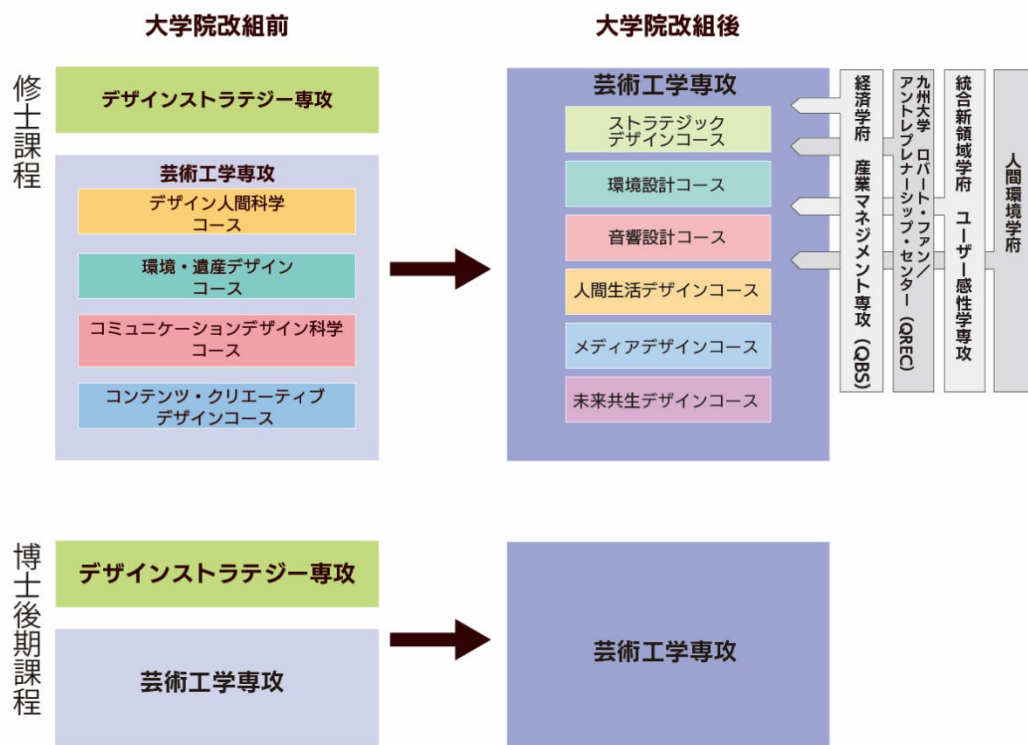 大学院改組前
大学院改組後
修士課程
デザインストラテジー専攻
芸術工学専攻
デザイン人間科学
コース
環境・遺産デザイン
コース
コミュニケーションデザイン科学
コース
コンテンツ・クリエーティブ
デザインコース
芸術工学専攻
ストラテジック
デザインコース
環境設計コース
音響設計コース
人間生活デザインコース
メディアデザインコース
未来共生デザインコース
経済学府 産業マネジメント専攻(QBS)
九州大学 ロバート・ファン/
アントレプレナーシップ・センター(QREC)
統合新領域学府 ユーザー感性学専攻
人間環境学府
博士後期課程
デザインストラテジー専攻
芸術工学専攻
芸術工学専攻